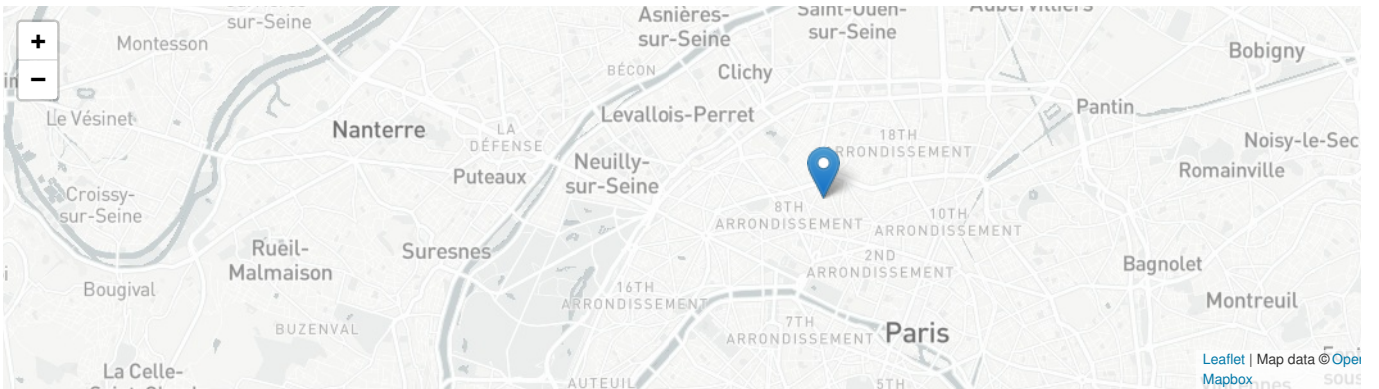 +
−
sur-Seine
Montesson
Asnières-
sur-Seine
Saint-Ouen-
sur-Seine
Aubervilliers
Bobigny
BÉCON
Clichy
Le Vésinet
Nanterre
LA
DÉFENSE
Levallois-Perret
Pantin
18TH
RRONDISSEMENT
Noisy-le-Sec
Romainville
Neuilly-
sur-Seine
Puteaux
Croissy-
sur-Seine
8TH
ARRONDISSEMENT
10TH
ARRONDISSEMENT
Rueil-
Malmaison
Suresnes
2ND
ARRONDISSEMENT
Bagnolet
Bougival
16TH
ARRONDISSEMENT
Montreuil
BUZENVAL
7TH
ARRONDISSEMENT
Paris
La Celle-
AUTEUIL
5TH
Leaflet | Map data © Oper
Mapbox